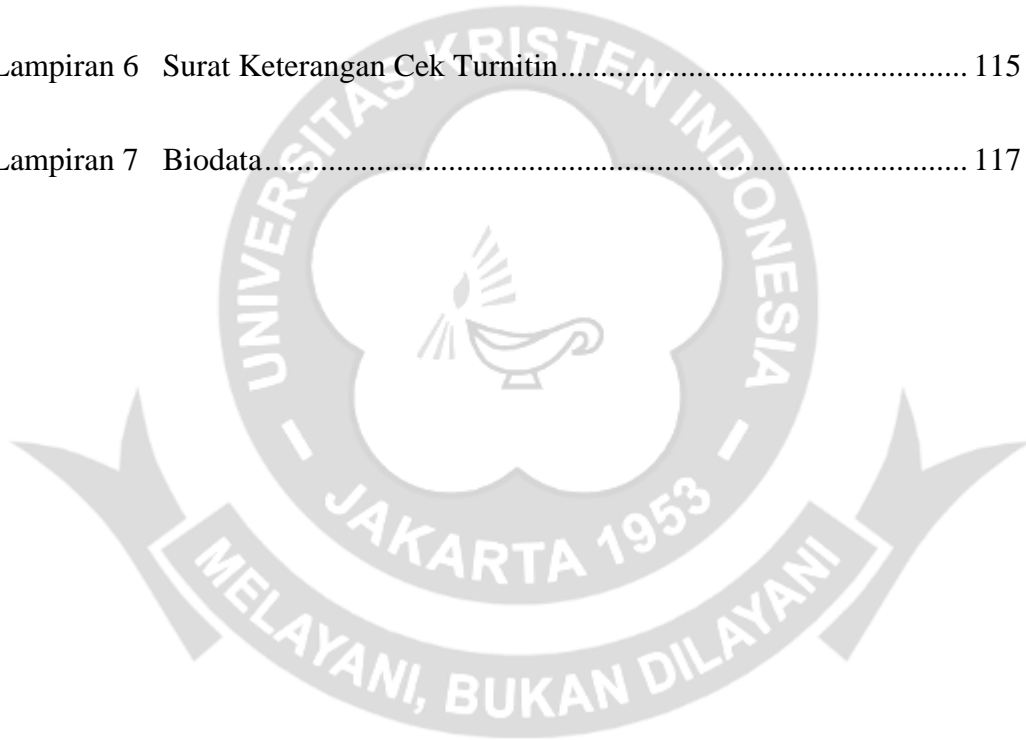 Lampiran 6 Surat Keterangan Cek Turnitin.............................................................................. 115
Lampiran 7 Biodata....................................................................................................................... 117
UNIVERSITAS KRISTEN INDONESIA
JAKARTA 1953
MELAYANI, BUKAN DILAYANI